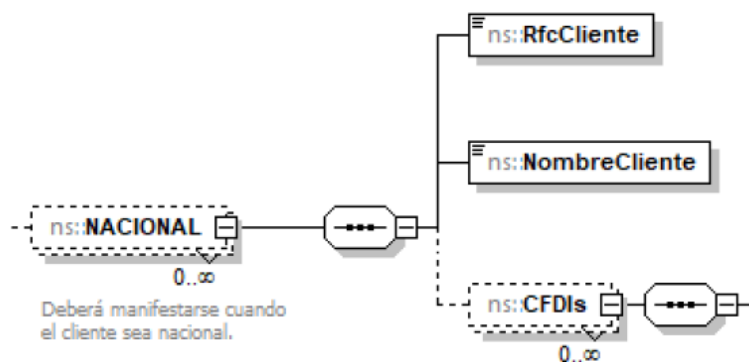 ns::RfcCliente
ns::NombreCliente
ns::NACIONAL
0..∞
Deberá manifestarse cuando
el cliente sea nacional.
ns::CFDIs
0..∞